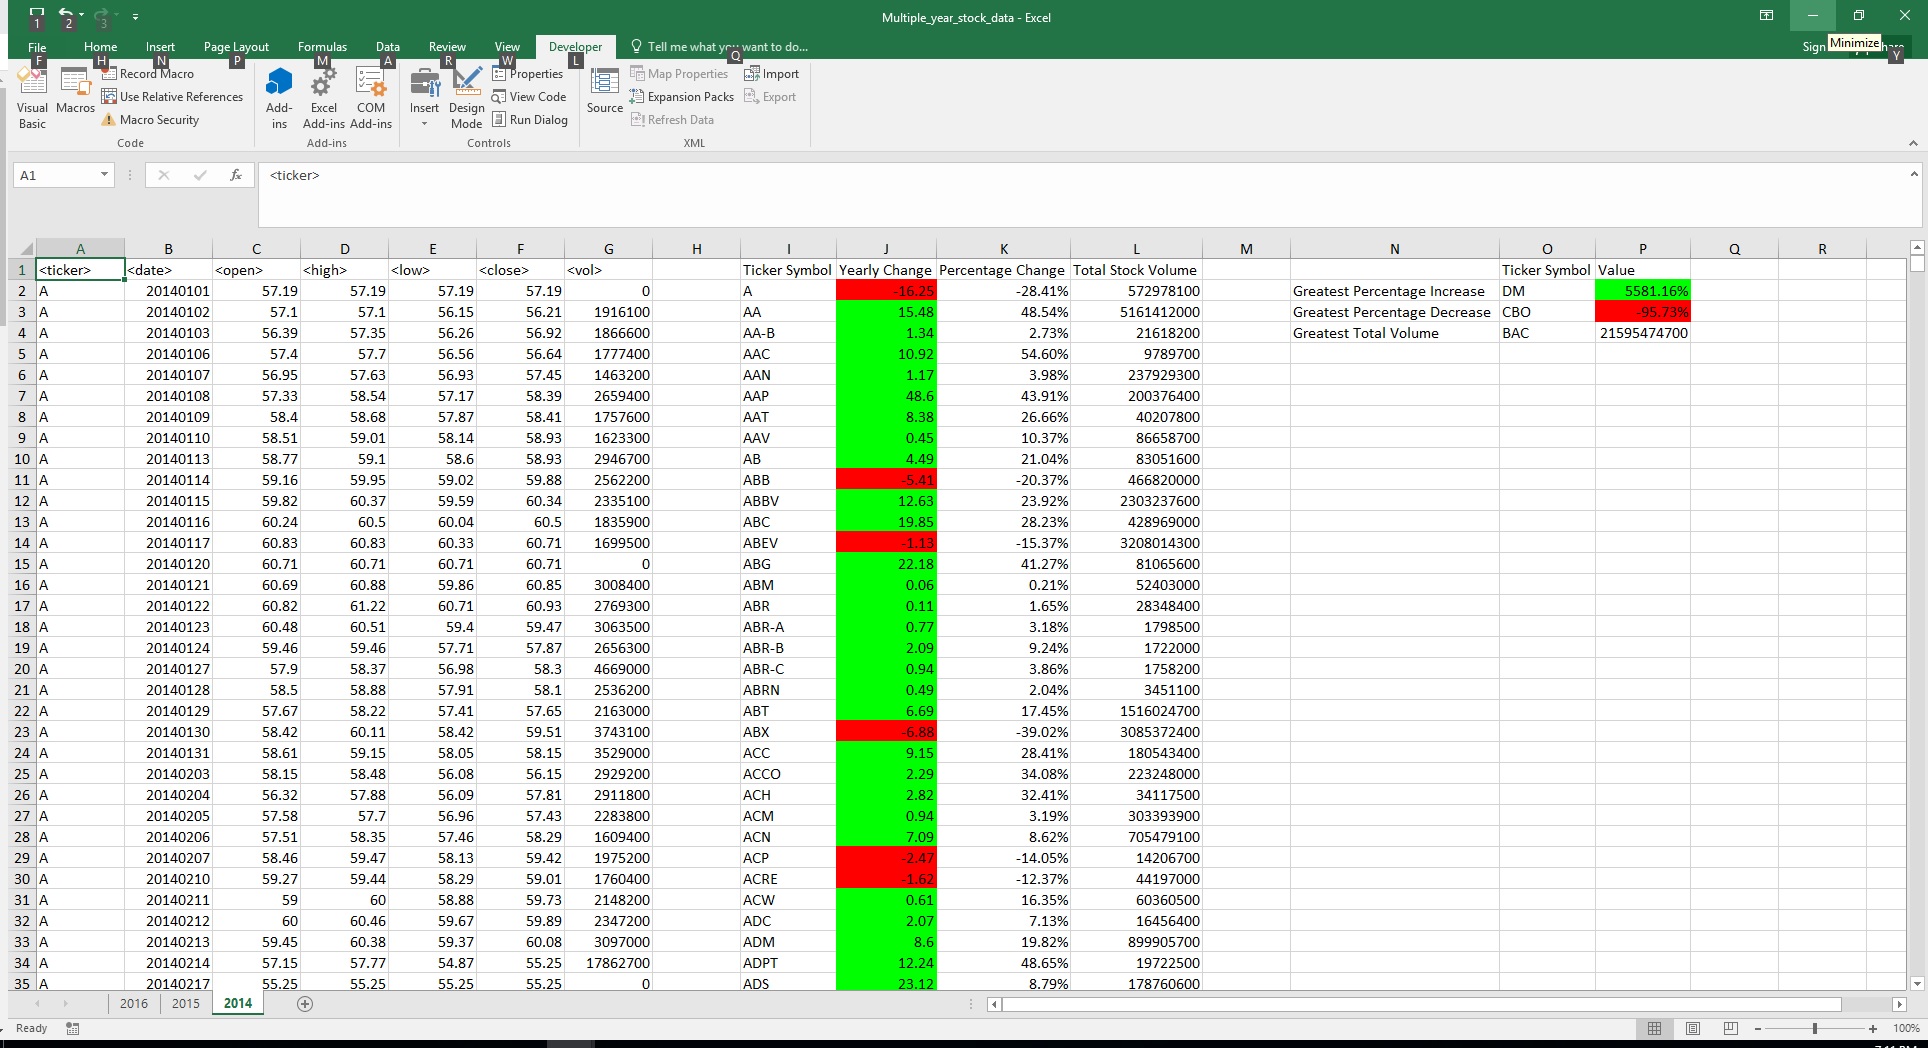 1 2 3
Multiple_year_stock_data - Excel
File Home Insert Page Layout Formulas Data Review View Developer Tell me what you want to do... Sign
Minimize
F H N P M A R W L Q Y
Visual Basic
Macros
Record Macro
Use Relative References
Macro Security
Code
Add-ins
Excel Add-ins
COM Add-ins
Add-ins
Insert
Design Mode
Properties
View Code
Run Dialog
Controls
Source
Map Properties
Expansion Packs
Refresh Data
Import
Export
XML
A1 fx <ticker>
A B C D E F G H I J K L M N O P Q R
1 <ticker> <date> <open> <high> <low> <close> <vol> Ticker Symbol Yearly Change Percentage Change Total Stock Volume Ticker Symbol Value
2 A 20140101 57.19 57.19 57.19 57.19 0 A -16.25 -28.41% 572978100 Greatest Percentage Increase DM 5581.16%
3 A 20140102 57.1 57.1 56.15 56.21 1916100 AA 15.48 48.54% 5161412000 Greatest Percentage Decrease CBO -95.73%
4 A 20140103 56.39 57.35 56.26 56.92 1866600 AA-B 1.34 2.73% 21618200 Greatest Total Volume BAC 21595474700
5 A 20140106 57.4 57.7 56.56 56.64 1777400 AAC 10.92 54.60% 9789700
6 A 20140107 56.95 57.63 56.93 57.45 1463200 AAN 1.17 3.98% 237929300
7 A 20140108 57.33 58.54 57.17 58.39 2659400 AAP 48.6 43.91% 200376400
8 A 20140109 58.4 58.68 57.87 58.41 1757600 AAT 8.38 26.66% 40207800
9 A 20140110 58.51 59.01 58.14 58.93 1623300 AAV 0.45 10.37% 86658700
10 A 20140113 58.77 59.1 58.6 58.93 2946700 AB 4.49 21.04% 83051600
11 A 20140114 59.16 59.95 59.02 59.88 2562200 ABB -5.41 -20.37% 466820000
12 A 20140115 59.82 60.37 59.59 60.34 2335100 ABBV 12.63 23.92% 2303237600
13 A 20140116 60.24 60.5 60.04 60.5 1835900 ABC 19.85 28.23% 428969000
14 A 20140117 60.83 60.83 60.33 60.71 1699500 ABEV -1.13 -15.37% 3208014300
15 A 20140120 60.71 60.71 60.71 60.71 0 ABG 22.18 41.27% 81065600
16 A 20140121 60.69 60.88 59.86 60.85 3008400 ABM 0.06 0.21% 52403000
17 A 20140122 60.82 61.22 60.71 60.93 2769300 ABR 0.11 1.65% 28348400
18 A 20140123 60.48 60.51 59.4 59.47 3063500 ABR-A 0.77 3.18% 1798500
19 A 20140124 59.46 59.46 57.71 57.87 2656300 ABR-B 2.09 9.24% 1722000
20 A 20140127 57.9 58.37 56.98 58.3 4669000 ABR-C 0.94 3.86% 1758200
21 A 20140128 58.5 58.88 57.91 58.1 2536200 ABRN 0.49 2.04% 3451100
22 A 20140129 57.67 58.22 57.41 57.65 2163000 ABT 6.69 17.45% 1516024700
23 A 20140130 58.42 60.11 58.42 59.51 3743100 ABX -6.88 -39.02% 3085372400
24 A 20140131 58.61 59.15 58.05 58.15 3529000 ACC 9.15 28.41% 180543400
25 A 20140203 58.15 58.48 56.08 56.15 2929200 ACCO 2.29 34.08% 223248000
26 A 20140204 56.32 57.88 56.09 57.81 2911800 ACH 2.82 32.41% 34117500
27 A 20140205 57.58 57.7 56.96 57.43 2283800 ACM 0.94 3.19% 303393900
28 A 20140206 57.51 58.35 57.46 58.29 1609400 ACN 7.09 8.62% 705479100
29 A 20140207 58.46 59.47 58.13 59.42 1975200 ACP -2.47 -14.05% 14206700
30 A 20140210 59.27 59.44 58.29 59.01 1760400 ACRE -1.62 -12.37% 44197000
31 A 20140211 59 60 58.88 59.73 2148200 ACW 0.61 16.35% 60360500
32 A 20140212 60 60.46 59.67 59.89 2347200 ADC 2.07 7.13% 16456400
33 A 20140213 59.45 60.38 59.37 60.08 3097000 ADM 8.6 19.82% 899905700
34 A 20140214 57.15 57.77 54.87 55.25 17862700 ADPT 12.24 48.65% 19722500
35 A 20140217 55.25 55.25 55.25 55.25 0 ADS 23.12 8.79% 178760600
2016 2015 2014
Ready 100%